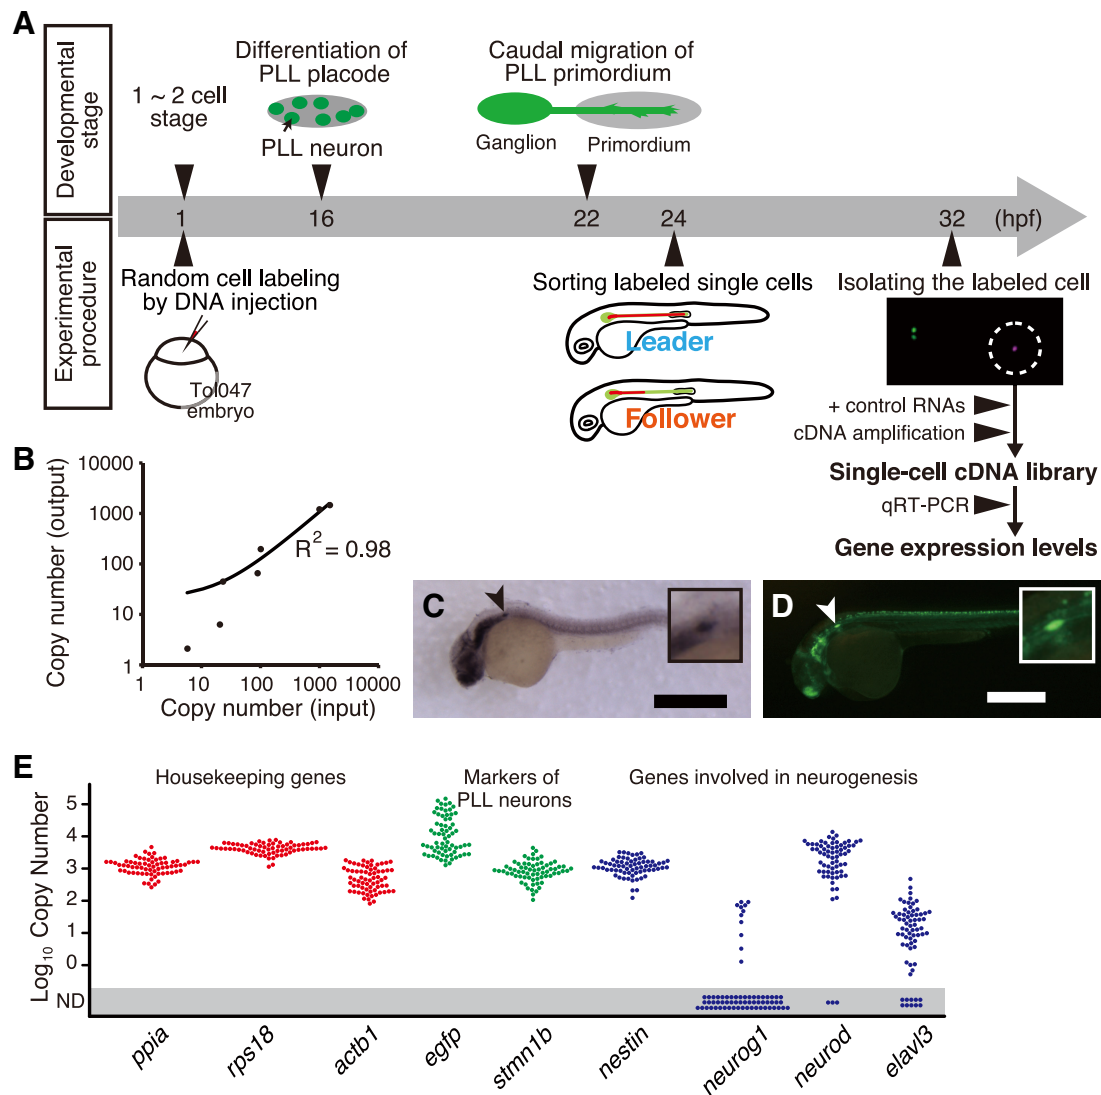 A
Developmental
stage
1 ~ 2 cell
stage
Differentiation of
PLL placode
PLL neuron
Caudal migration of
PLL primordium
Ganglion
Primordium
1
16
22
24
32
(hpf)
Experimental
procedure
Random cell labeling
by DNA injection
Tol047
embryo
Sorting labeled single cells
Leader
Follower
Isolating the labeled cell
+ control RNAs
cDNA amplification
Single-cell cDNA library
qRT-PCR
Gene expression levels
B
Copy number (output)
10000
1000
100
10
1
R2 = 0.98
1 10 100 1000 10000
Copy number (input)
C
D
E
Housekeeping genes
Markers of
PLL neurons
Genes involved in neurogenesis
Log10 Copy Number
5
4
3
2
1
0
ND
ppia
rps18
actb1
egfp
stmn1b
nestin
neurog1
neurod
elavl3